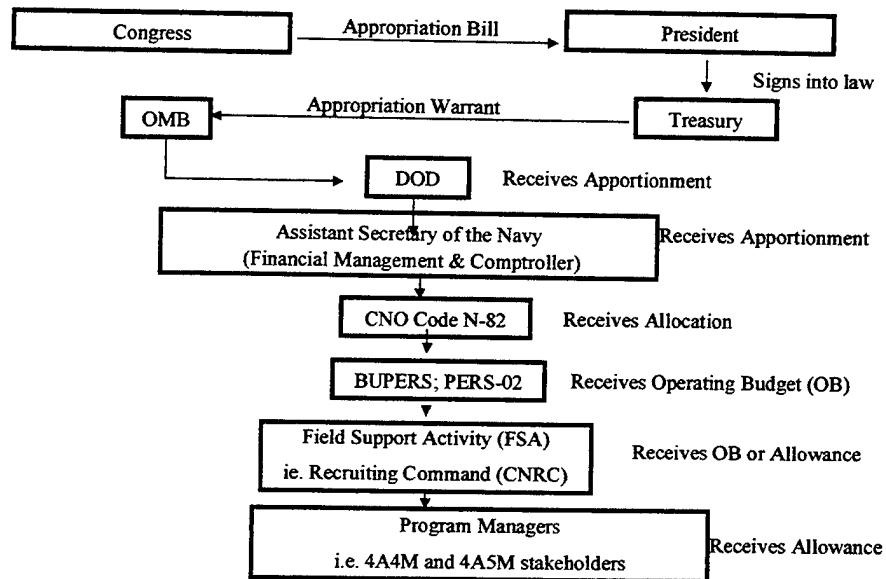 Congress
Appropriation Bill
President
Signs into law
OMB
Appropriation Warrant
Treasury
DOD
Receives Apportionment
Assistant Secretary of the Navy
(Financial Management & Comptroller)
Receives Apportionment
CNO Code N-82
Receives Allocation
BUPERS; PERS-02
Receives Operating Budget (OB)
Field Support Activity (FSA)
ie. Recruiting Command (CNRC)
Receives OB or Allowance
Program Managers
i.e. 4A4M and 4A5M stakeholders
Receives Allowance